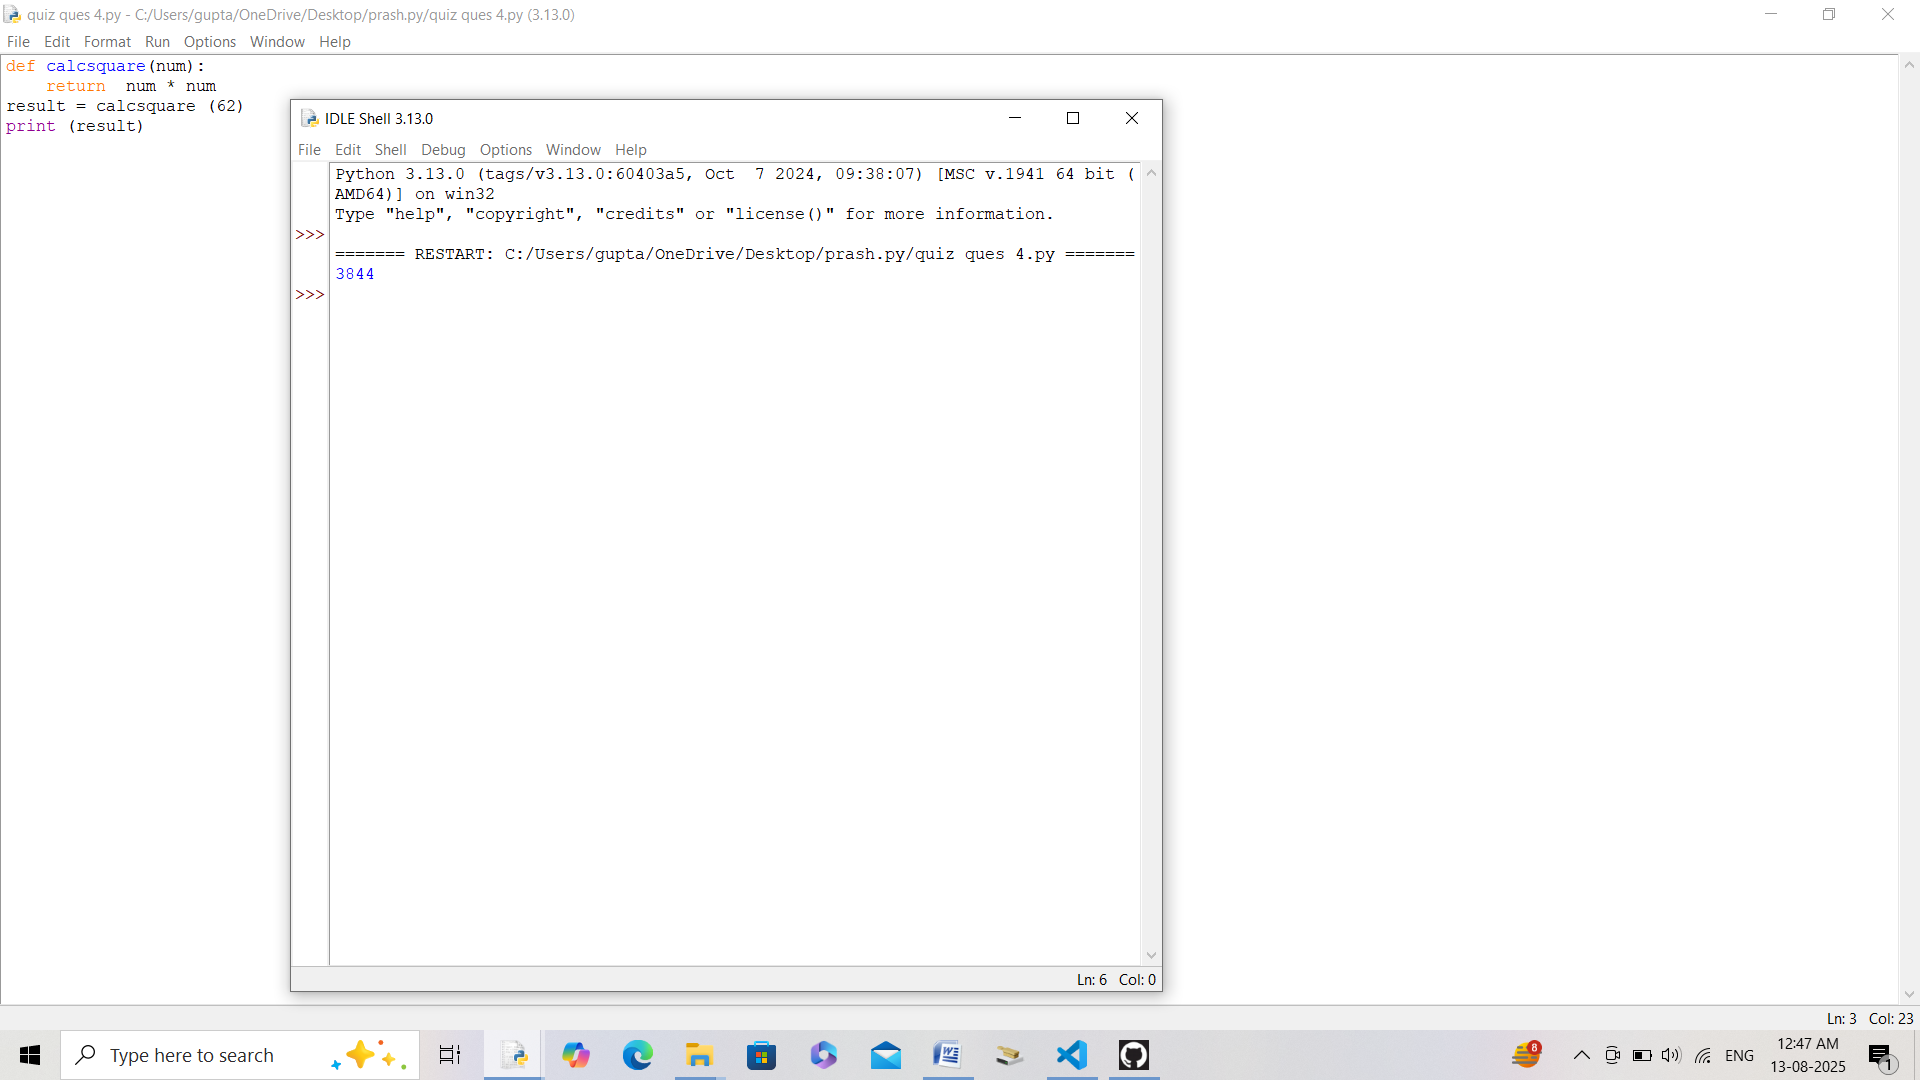 quiz ques 4.py - C:/Users/gupta/OneDrive/Desktop/prash.py/quiz ques 4.py (3.13.0)
File Edit Format Run Options Window Help
def calcsquare(num):
    return  num * num
result = calcsquare (62)
print (result)
IDLE Shell 3.13.0
File Edit Shell Debug Options Window Help
Python 3.13.0 (tags/v3.13.0:60403a5, Oct  7 2024, 09:38:07) [MSC v.1941 64 bit (
AMD64)] on win32
Type "help", "copyright", "credits" or "license()" for more information.
>>>
======= RESTART: C:/Users/gupta/OneDrive/Desktop/prash.py/quiz ques 4.py =======
3844
>>>
Ln: 6 Col: 0
Ln: 3 Col: 23
Type here to search
8
ENG
12:47 AM
13-08-2025
1